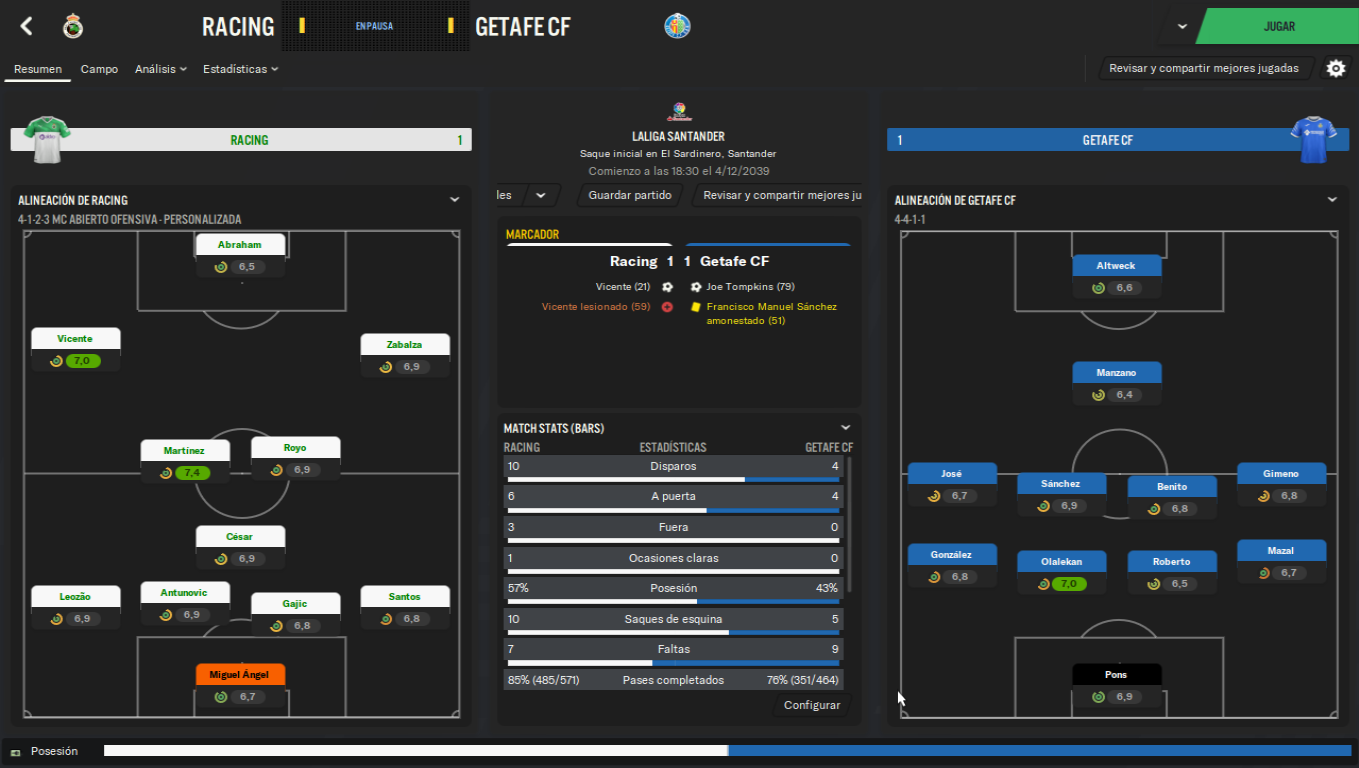 RACING
EN PAUSA
GETAFE CF
JUGAR
Resumen
Campo
Análisis
Estadísticas
Revisar y compartir mejores jugadas
RACING 1
LALIGA SANTANDER
Saque inicial en El Sardinero, Santander
Comienzo a las 18:30 el 4/12/2039
1 GETAFE CF
les
Guardar partido
Revisar y compartir mejores ju
ALINEACIÓN DE RACING
4-1-2-3 MC ABIERTO OFENSIVA - PERSONALIZADA
Abraham
6,5
Vicente
7,0
Zabalza
6,9
Martínez
7,4
Royo
6,9
César
6,9
Leozão
6,9
Antunovic
6,9
Gajic
6,8
Santos
6,8
Miguel Ángel
6,7
MARCADOR
Racing 1 1 Getafe CF
Vicente (21) Joe Tompkins (79)
Vicente lesionado (59) Francisco Manuel Sánchez
amonestado (51)
MATCH STATS (BARS)
RACING ESTADÍSTICAS GETAFE CF
10 Disparos 4
6 A puerta 4
3 Fuera 0
1 Ocasiones claras 0
57% Posesión 43%
10 Saques de esquina 5
7 Faltas 9
85% (485/571) Pases completados 76% (351/464)
Configurar
ALINEACIÓN DE GETAFE CF
4-4-1-1
Altweck
6,6
Manzano
6,4
José
6,7
Sánchez
6,9
Benito
6,8
Gimeno
6,8
González
6,8
Olalekan
7,0
Roberto
6,5
Mazal
6,7
Pons
6,9
Posesión